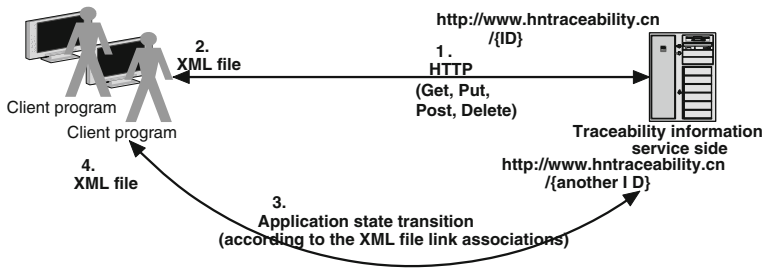 http://www.hntraceability.cn
/{ID}
2.
XML file
1.
HTTP
(Get, Put,
Post, Delete)
Client program
Client program
Traceability information
service side
http://www.hntraceability.cn
/{another I D}
4.
XML file
3.
Application state transition
(according to the XML file link associations)